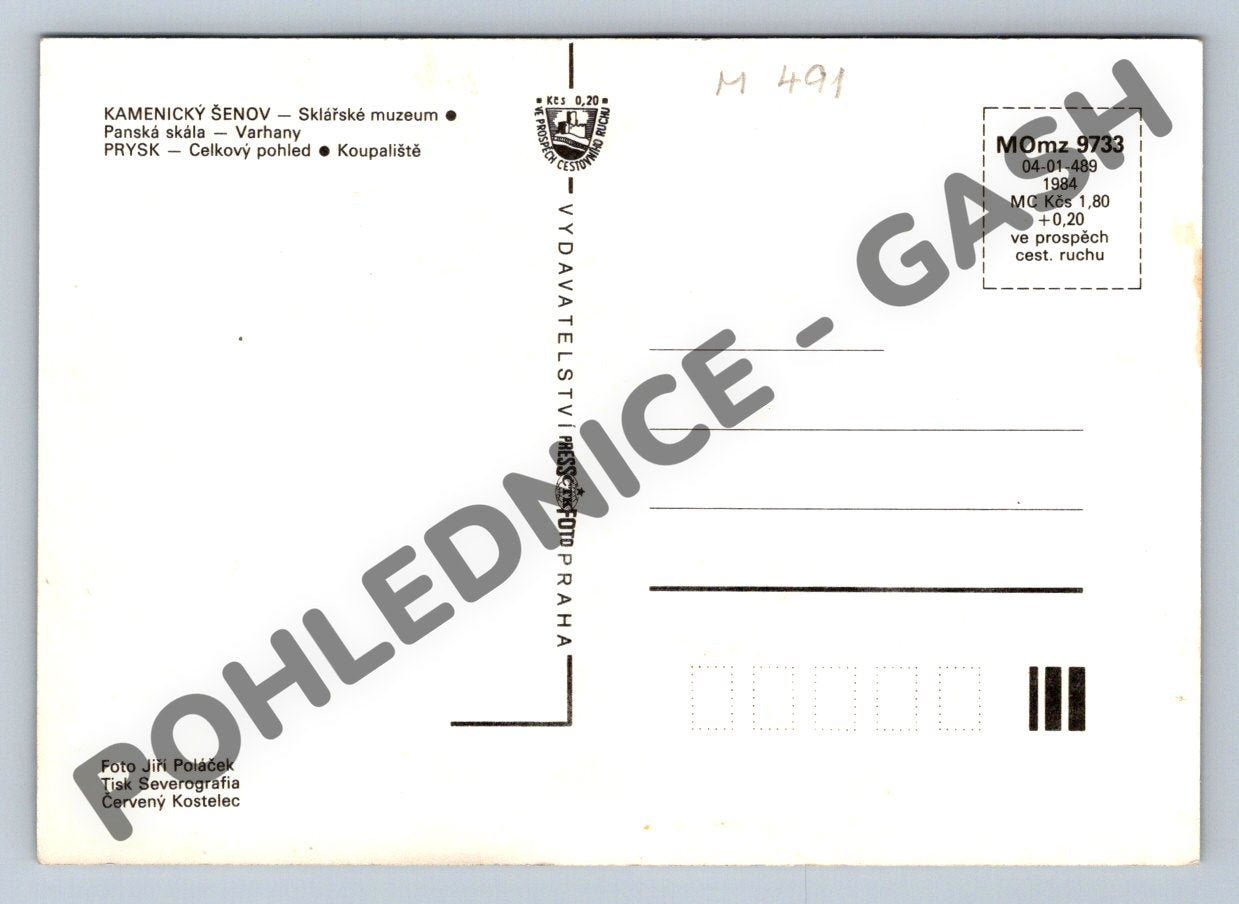 KAMENICKÝ ŠENOV — Sklářské muzeum ●
Panská skála — Varhany
PRYSK — Celkový pohled ● Koupaliště
Kčs 0,20
VE PROSPĚCH CESTOVNÍHO RUCHU
VYDAVATELSTVÍ PRESSFOTO PRAHA
ČTK
M 491
MOmz 9733
04-01-489
1984
MC Kčs 1,80
+0,20
ve prospěch
cest. ruchu
POHLEDNICE - GASH
Foto Jiří Poláček
Tisk Severografia
Červený Kostelec